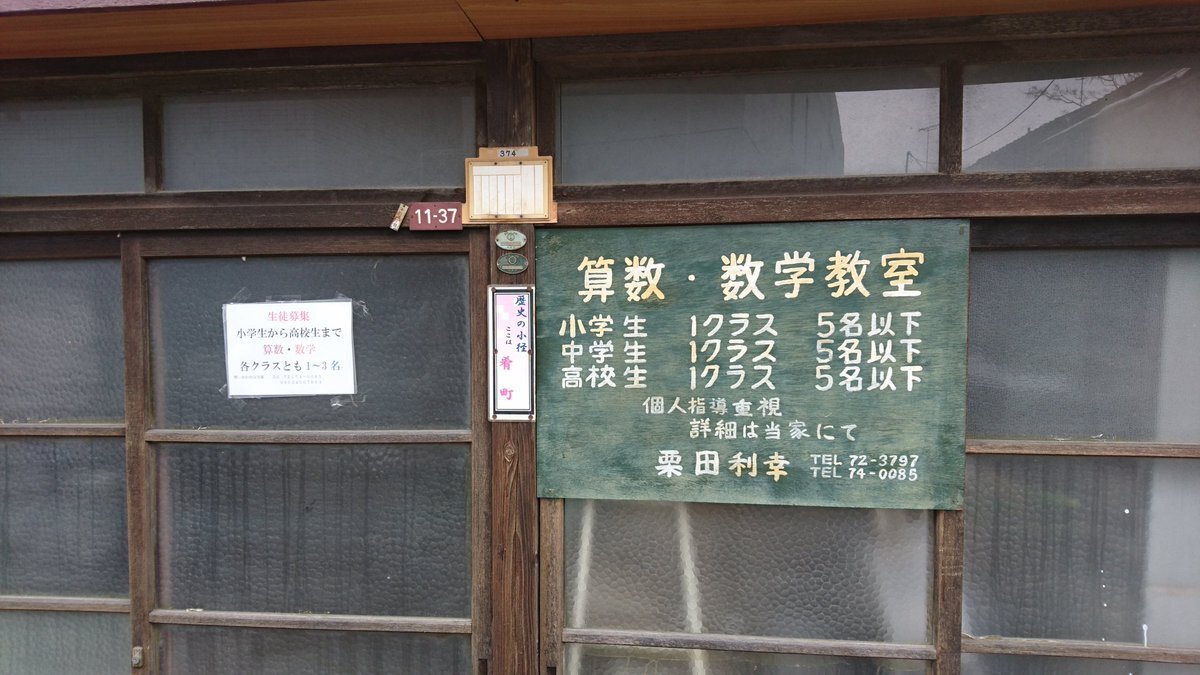 374
11-37
生徒募集
小学生から高校生まで
算数・数学
各クラスとも1～3名
歴史の小径
ここは
肴町
算数・数学教室
小学生 1クラス 5名以下
中学生 1クラス 5名以下
高校生 1クラス 5名以下
個人指導重視
詳細は当家にて
栗田利幸
TEL 72-3797
TEL 74-0085